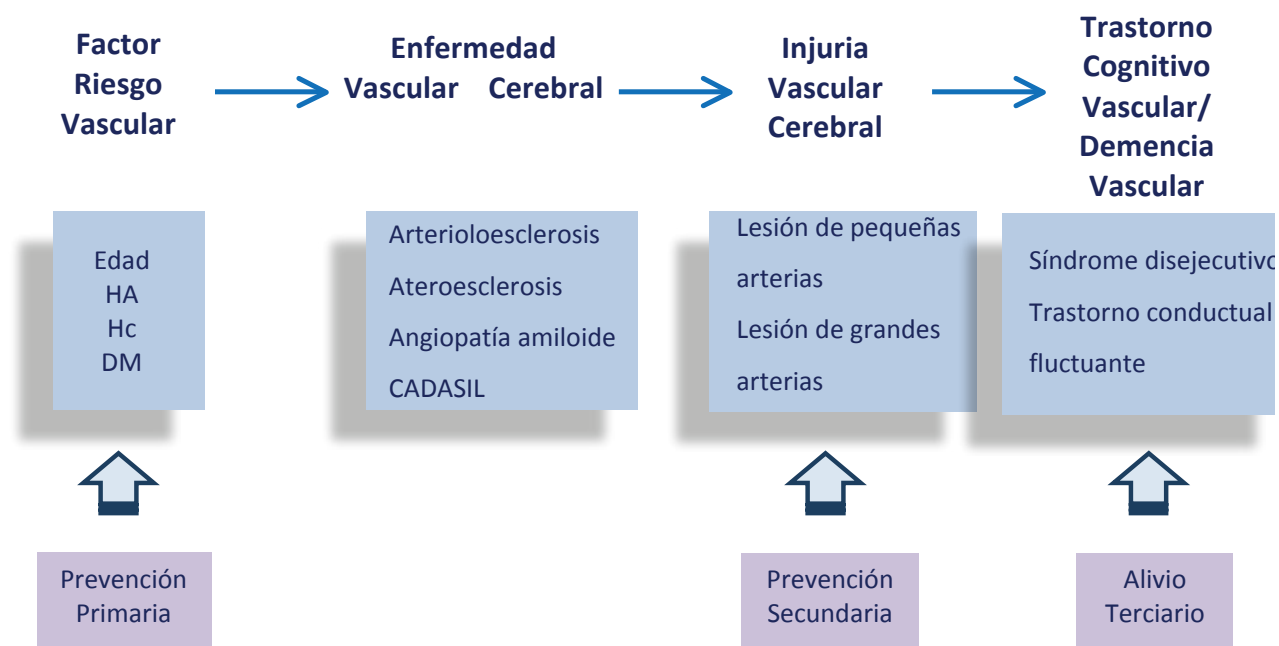 Factor
Riesgo
Vascular
Enfermedad
Vascular Cerebral
Injuria
Vascular
Cerebral
Trastorno
Cognitivo
Vascular/
Demencia
Vascular
Edad
HA
Hc
DM
Arterioloesclerosis
Ateroesclerosis
Angiopatía amiloide
CADASIL
Lesión de pequeñas
arterias
Lesión de grandes
arterias
Síndrome disejecutivo
Trastorno conductual
fluctuante
Prevención
Primaria
Prevención
Secundaria
Alivio
Terciario